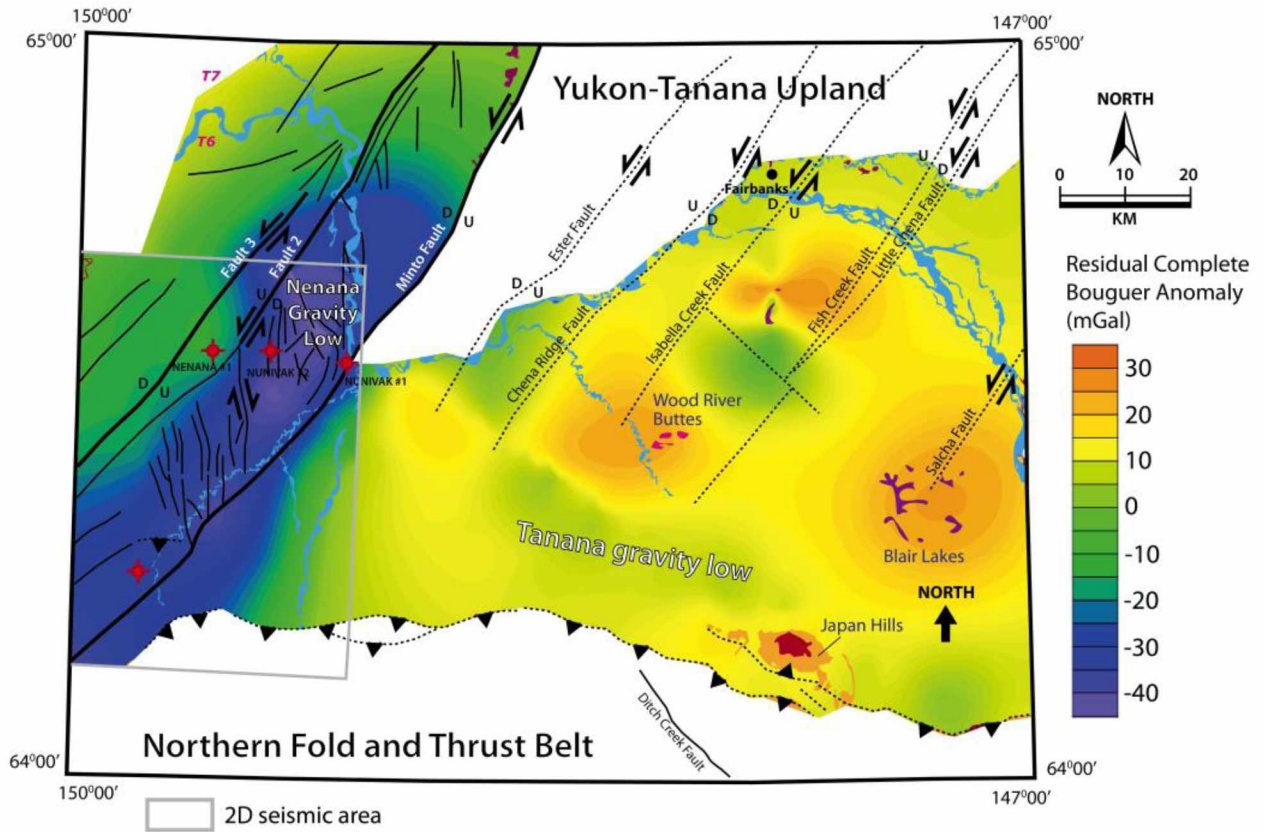 150°00'
147°00'
65°00'
65°00'
T7
T6
Yukon-Tanana Upland
NORTH
0 10 20
KM
Fairbanks
U
D
D
U
U
D
D
U
Fault 3
Fault 2
Minto Fault
Ester Fault
D
U
Chena Ridge Fault
Isabella Creek Fault
Fish Creek Fault
Little Chena Fault
Residual Complete
Bouguer Anomaly
(mGal)
30
20
10
0
-10
-20
-30
-40
U
D
Nenana
Gravity
Low
NENANA #1
NUNIVAK #2
NUNIVAK #1
D
U
Wood River
Buttes
Salcha Fault
Blair Lakes
Tanana gravity low
NORTH
Japan Hills
Ditch Creek Fault
Northern Fold and Thrust Belt
64°00'
64°00'
150°00'
147°00'
2D seismic area